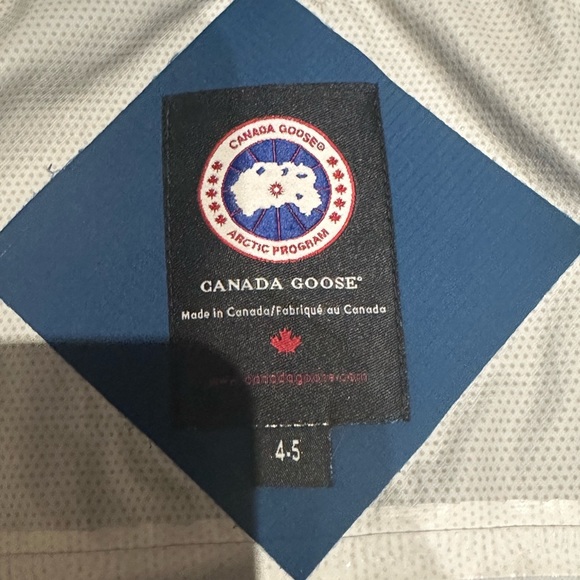 CANADA GOOSE®
ARCTIC PROGRAM
CANADA GOOSE®
Made in Canada/Fabriqué au Canada
www.canadagoose.com
4-5